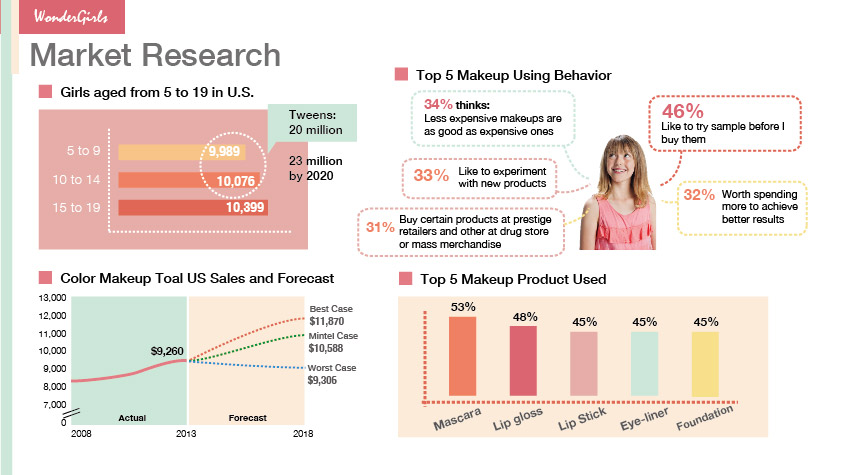 WonderGirls
Market Research
Girls aged from 5 to 19 in U.S.
Tweens:
20 million
5 to 9
9,989
23 million
by 2020
10 to 14
10,076
15 to 19
10,399
Top 5 Makeup Using Behavior
34% thinks:
Less expensive makeups are
as good as expensive ones
46%
Like to try sample before I
buy them
33%
Like to experiment
with new products
32%
Worth spending
more to achieve
better results
31%
Buy certain products at prestige
retailers and other at drug store
or mass merchandise
Color Makeup Toal US Sales and Forecast
13,000
12,000
11,000
10,000
9,000
8,000
7,000
0
$9,260
Best Case
$11,870
Mintel Case
$10,588
Worst Case
$9,306
Actual
Forecast
2008
2013
2018
Top 5 Makeup Product Used
53%
48%
45%
45%
45%
Mascara
Lip gloss
Lip Stick
Eye-liner
Foundation